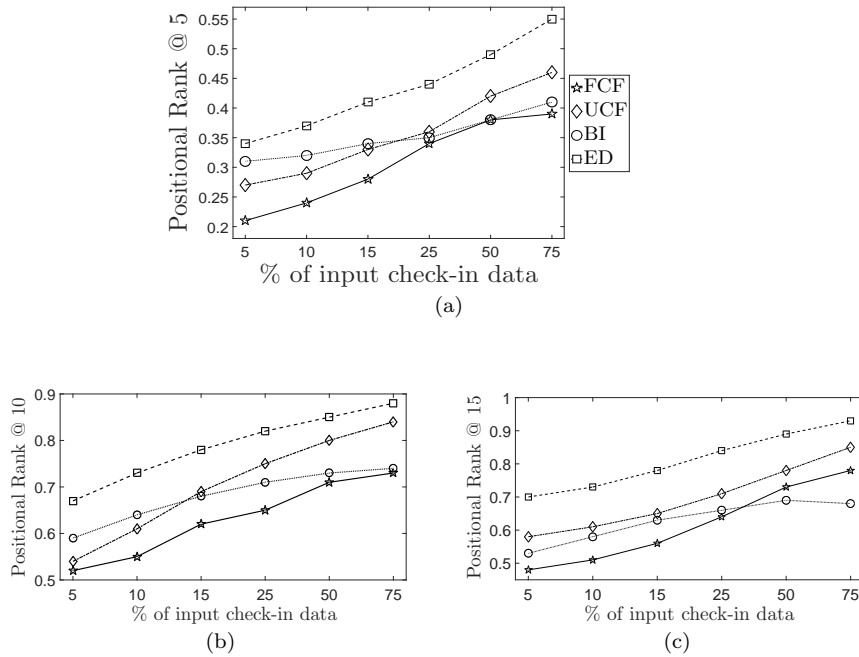 Positional Rank @ 5
0.55
0.5
0.45
0.4
0.35
0.3
0.25
0.2
5 10 15 25 50 75
% of input check-in data
FCF
UCF
BI
ED
(a)
Positional Rank @ 10
0.9
0.8
0.7
0.6
0.5
5 10 15 25 50 75
% of input check-in data
(b)
Positional Rank @ 15
1
0.9
0.8
0.7
0.6
0.5
5 10 15 25 50 75
% of input check-in data
(c)